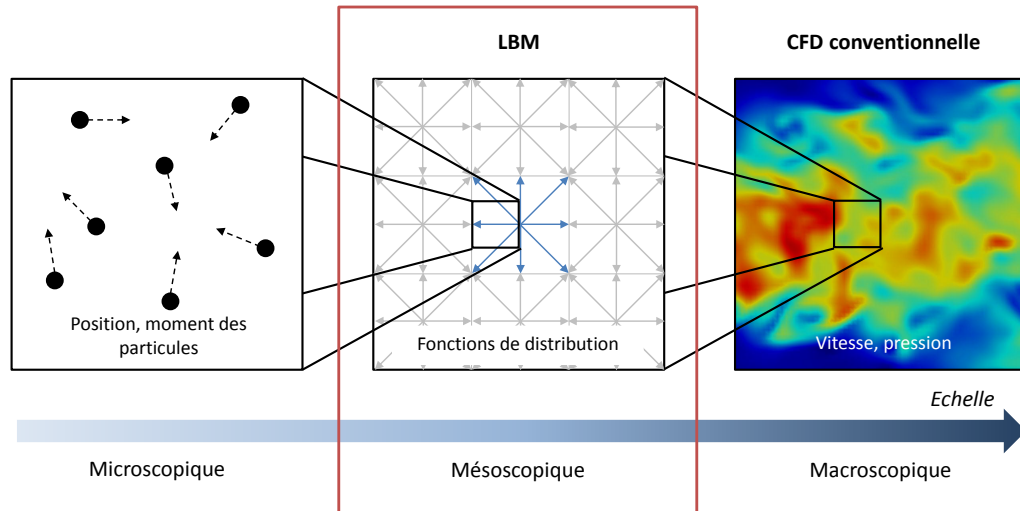 LBM
CFD conventionnelle
Position, moment des
particules
Fonctions de distribution
Vitesse, pression
Echelle
Microscopique
Mésoscopique
Macroscopique